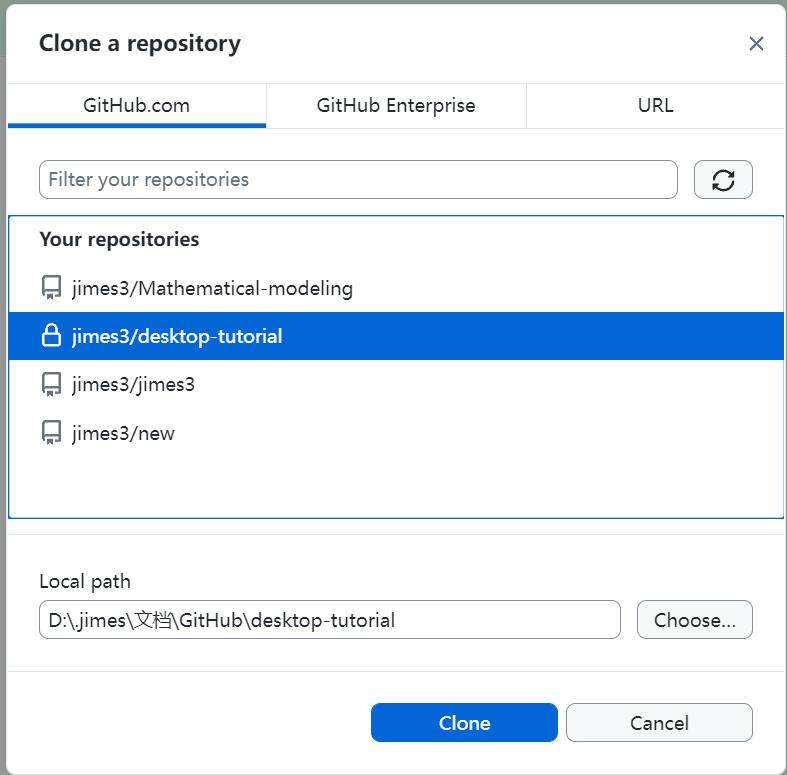 Clone a repository
GitHub.com
GitHub Enterprise
URL
Filter your repositories
Your repositories
jimes3/Mathematical-modeling
jimes3/desktop-tutorial
jimes3/jimes3
jimes3/new
Local path
D:\.jimes\文档\GitHub\desktop-tutorial
Choose...
Clone
Cancel